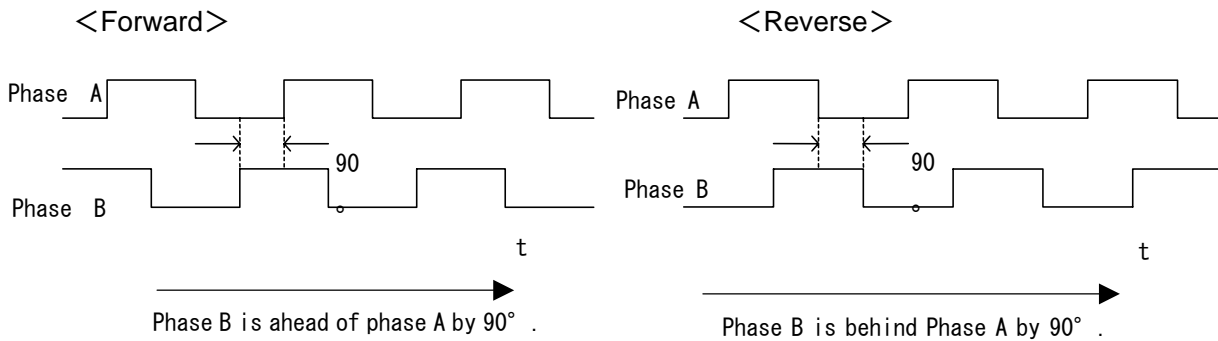 <Forward>
Phase A
90
Phase B
t
Phase B is ahead of phase A by 90° .
<Reverse>
Phase A
90
Phase B
t
Phase B is behind Phase A by 90° .